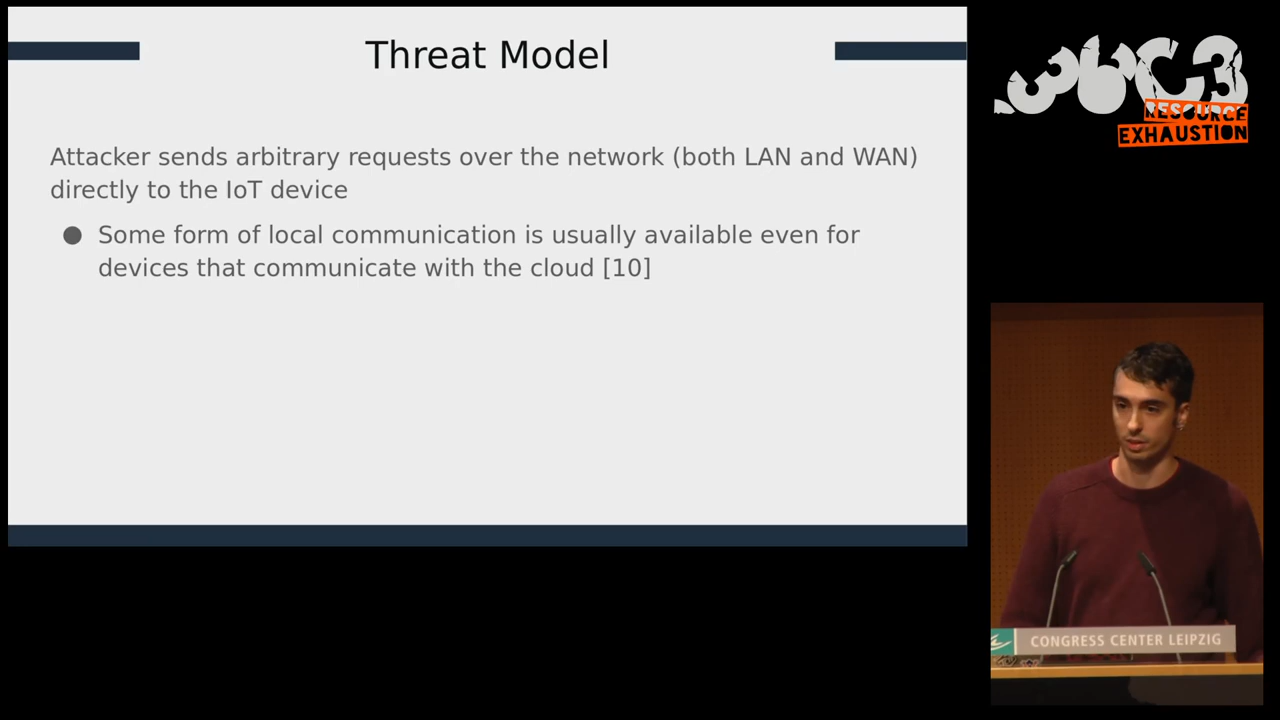 Threat Model
Attacker sends arbitrary requests over the network (both LAN and WAN)
directly to the IoT device
● Some form of local communication is usually available even for
devices that communicate with the cloud [10]
36C3
RESOURCE
EXHAUSTION
CONGRESS CENTER LEIPZIG